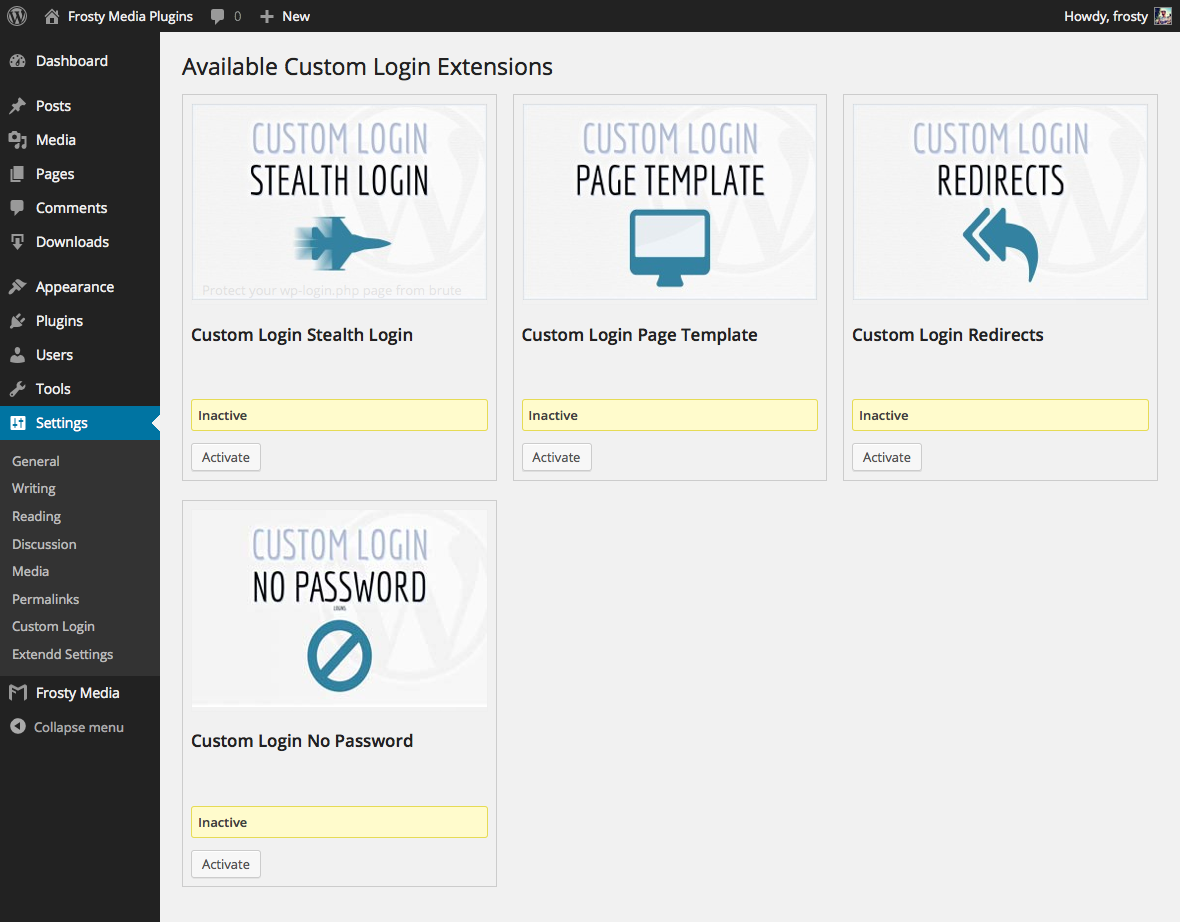 Frosty Media Plugins 0 New Howdy, frosty
Dashboard
Posts
Media
Pages
Comments
Downloads
Appearance
Plugins
Users
Tools
Settings
General
Writing
Reading
Discussion
Media
Permalinks
Custom Login
Extendd Settings
Frosty Media
Collapse menu
Available Custom Login Extensions
CUSTOM LOGIN
STEALTH LOGIN
Protect your wp-login.php page from brute
Custom Login Stealth Login
Inactive
Activate
CUSTOM LOGIN
PAGE TEMPLATE
Custom Login Page Template
Inactive
Activate
CUSTOM LOGIN
REDIRECTS
Custom Login Redirects
Inactive
Activate
CUSTOM LOGIN
NO PASSWORD
LOGINS
Custom Login No Password
Inactive
Activate